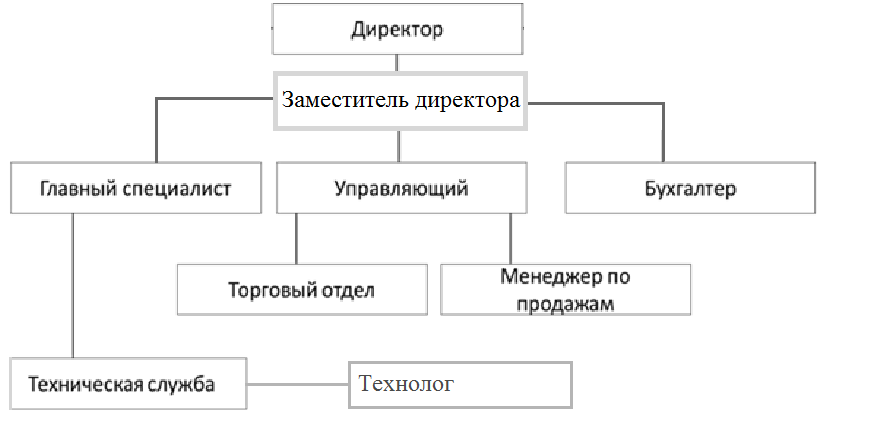 Директор
Заместитель директора
Главный специалист
Управляющий
Бухгалтер
Торговый отдел
Менеджер по
продажам
Техническая служба
Технолог